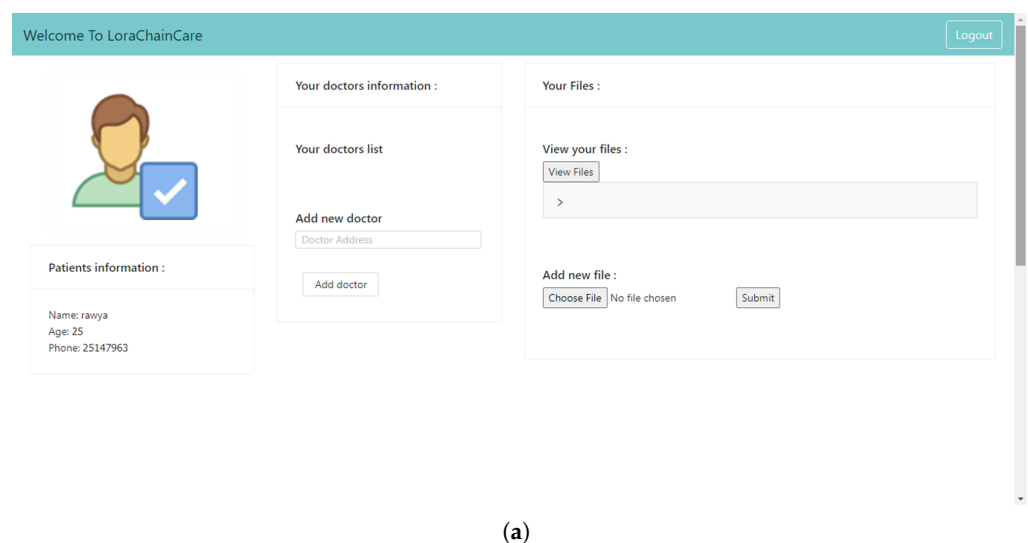 Welcome To LoraChainCare
Logout
Patients information :
Name: rawya
Age: 25
Phone: 25147963
Your doctors information :
Your doctors list
Add new doctor
Doctor Address
Add doctor
Your Files :
View your files :
View Files
>
Add new file :
Choose File No file chosen Submit
(a)